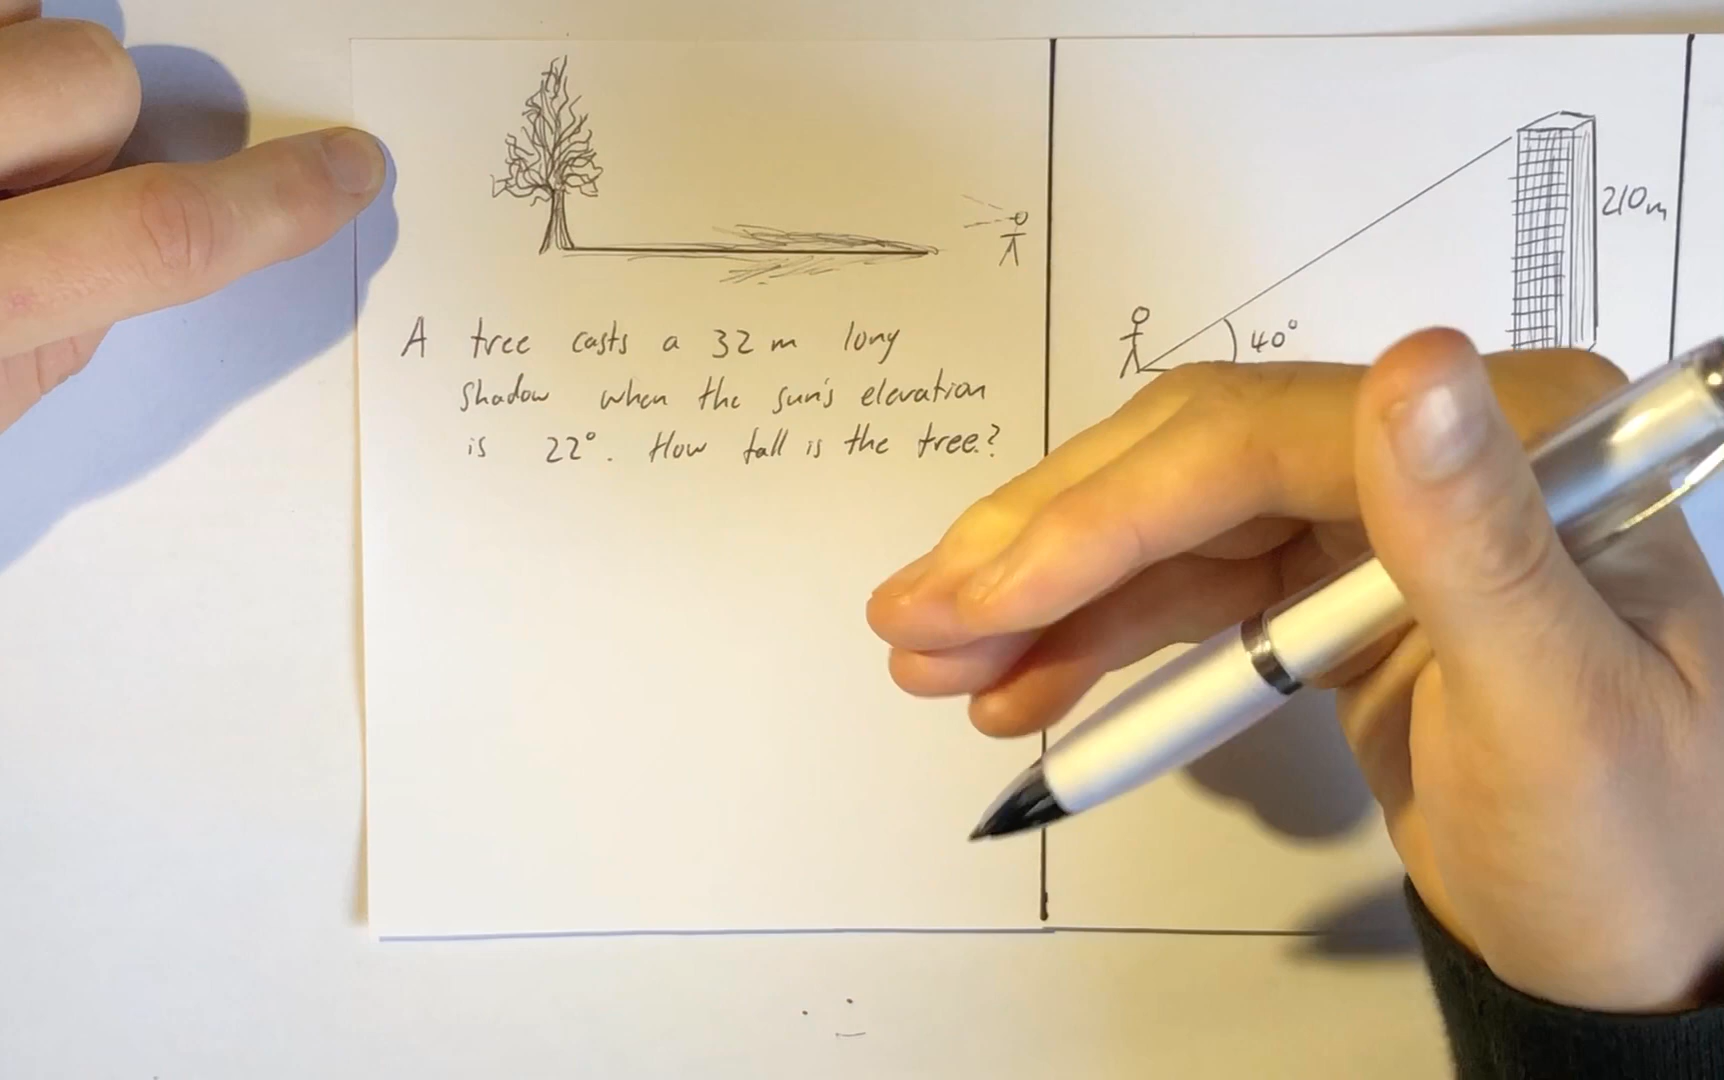 A tree casts a 32 m long
shadow when the sun's elevation
is 22°. How tall is the tree?
40°
210m